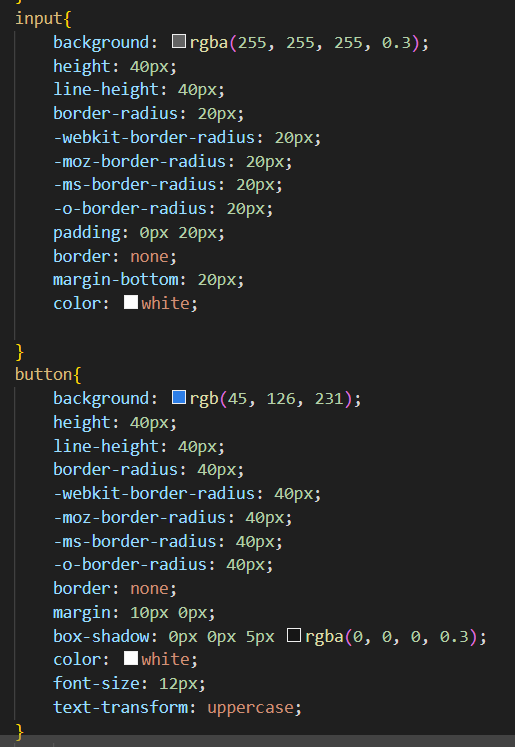 }
input{
    background: rgba(255, 255, 255, 0.3);
    height: 40px;
    line-height: 40px;
    border-radius: 20px;
    -webkit-border-radius: 20px;
    -moz-border-radius: 20px;
    -ms-border-radius: 20px;
    -o-border-radius: 20px;
    padding: 0px 20px;
    border: none;
    margin-bottom: 20px;
    color: white;

}
button{
    background: rgb(45, 126, 231);
    height: 40px;
    line-height: 40px;
    border-radius: 40px;
    -webkit-border-radius: 40px;
    -moz-border-radius: 40px;
    -ms-border-radius: 40px;
    -o-border-radius: 40px;
    border: none;
    margin: 10px 0px;
    box-shadow: 0px 0px 5px rgba(0, 0, 0, 0.3);
    color: white;
    font-size: 12px;
    text-transform: uppercase;
}